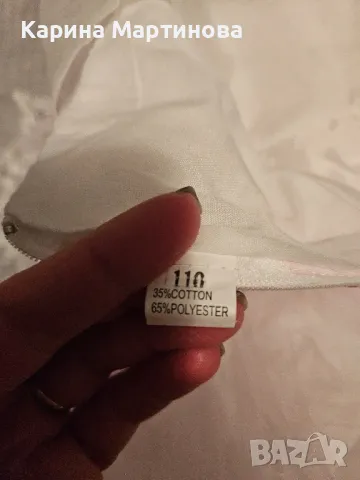 Карина Мартинова
110
35%COTTON
65%POLYESTER
BAZAR